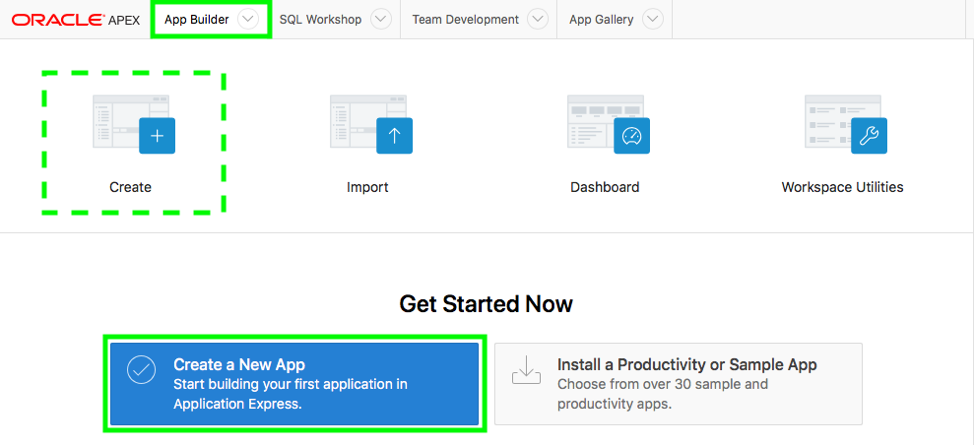 ORACLE APEX App Builder SQL Workshop Team Development App Gallery
Create Import Dashboard Workspace Utilities
Get Started Now
Create a New App
Start building your first application in
Application Express.
Install a Productivity or Sample App
Choose from over 30 sample and
productivity apps.